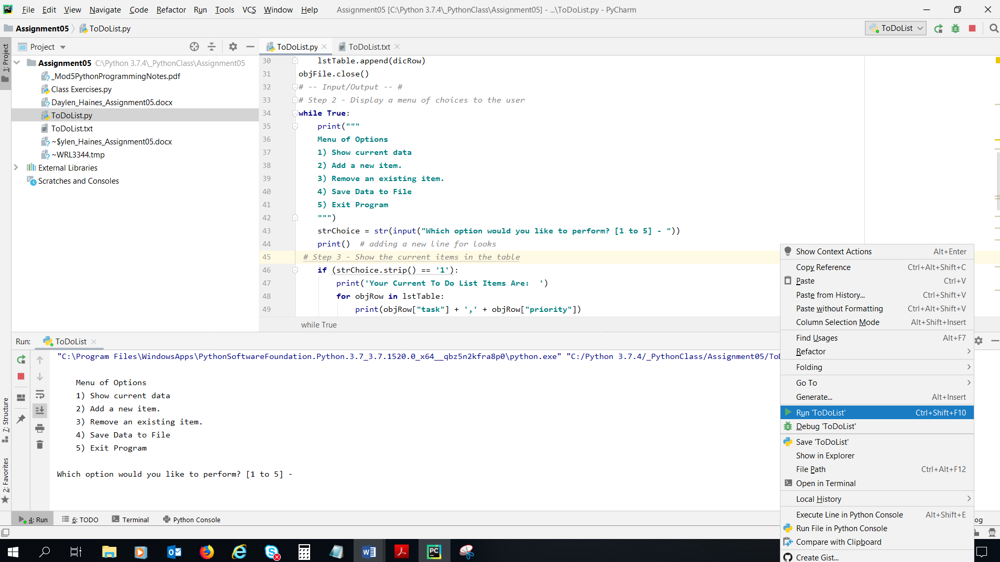 File Edit View Navigate Code Refactor Run Tools VCS Window Help Assignment05 [C:\Python 3.7.4\_PythonClass\Assignment05] - ...\ToDoList.py - PyCharm
Assignment05 ToDoList.py ToDoList
1: Project
Project
ToDoList.py ToDoList.txt
Assignment05 C:\Python 3.7.4\_PythonClass\Assignment05
_Mod5PythonProgrammingNotes.pdf
Class Exercises.py
Daylen_Haines_Assignment05.docx
ToDoList.py
ToDoList.txt
~$ylen_Haines_Assignment05.docx
~WRL3344.tmp
External Libraries
Scratches and Consoles
30 lstTable.append(dicRow)
31 objFile.close()
32 # -- Input/Output -- #
33 # Step 2 - Display a menu of choices to the user
34 while True:
35 print("""
36 Menu of Options
37 1) Show current data
38 2) Add a new item.
39 3) Remove an existing item.
40 4) Save Data to File
41 5) Exit Program
42 """)
43 strChoice = str(input("Which option would you like to perform? [1 to 5] - "))
44 print()  # adding a new line for looks
45 # Step 3 - Show the current items in the table
46 if (strChoice.strip() == '1'):
47 print('Your Current To Do List Items Are:  ')
48 for objRow in lstTable:
49 print(objRow["task"] + ',' + objRow["priority"])
while True
Run: ToDoList
"C:\Program Files\WindowsApps\PythonSoftwareFoundation.Python.3.7_3.7.1520.0_x64__qbz5n2kfra8p0\python.exe" "C:/Python 3.7.4/_PythonClass/Assignment05/ToD
Menu of Options
1) Show current data
2) Add a new item.
3) Remove an existing item.
4) Save Data to File
5) Exit Program
Which option would you like to perform? [1 to 5] -
7: Structure
2: Favorites
Show Context Actions Alt+Enter
Copy Reference Ctrl+Alt+Shift+C
Paste Ctrl+V
Paste from History... Ctrl+Shift+V
Paste without Formatting Ctrl+Alt+Shift+V
Column Selection Mode Alt+Shift+Insert
Find Usages Alt+F7
Refactor
Folding
Go To
Generate... Alt+Insert
Run 'ToDoList' Ctrl+Shift+F10
Debug 'ToDoList'
Save 'ToDoList'
Show in Explorer
File Path Ctrl+Alt+F12
Open in Terminal
Local History
Execute Line in Python Console Alt+Shift+E
Run File in Python Console
Compare with Clipboard
Create Gist...
4: Run 6: TODO Terminal Python Console og